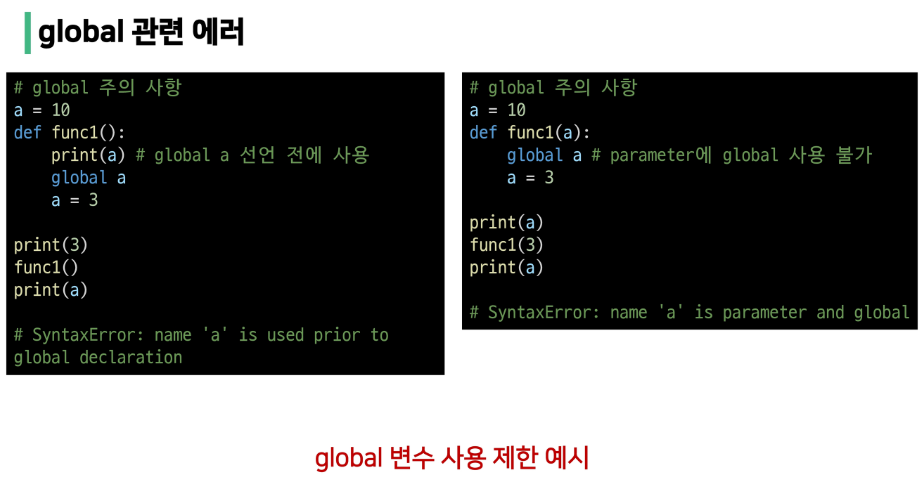 global 관련 에러
# global 주의 사항
a = 10
def func1():
    print(a) # global a 선언 전에 사용
    global a
    a = 3
print(3)
func1()
print(a)
# SyntaxError: name 'a' is used prior to
global declaration
# global 주의 사항
a = 10
def func1(a):
    global a # parameter에 global 사용 불가
    a = 3
print(a)
func1(3)
print(a)
# SyntaxError: name 'a' is parameter and global
global 변수 사용 제한 예시